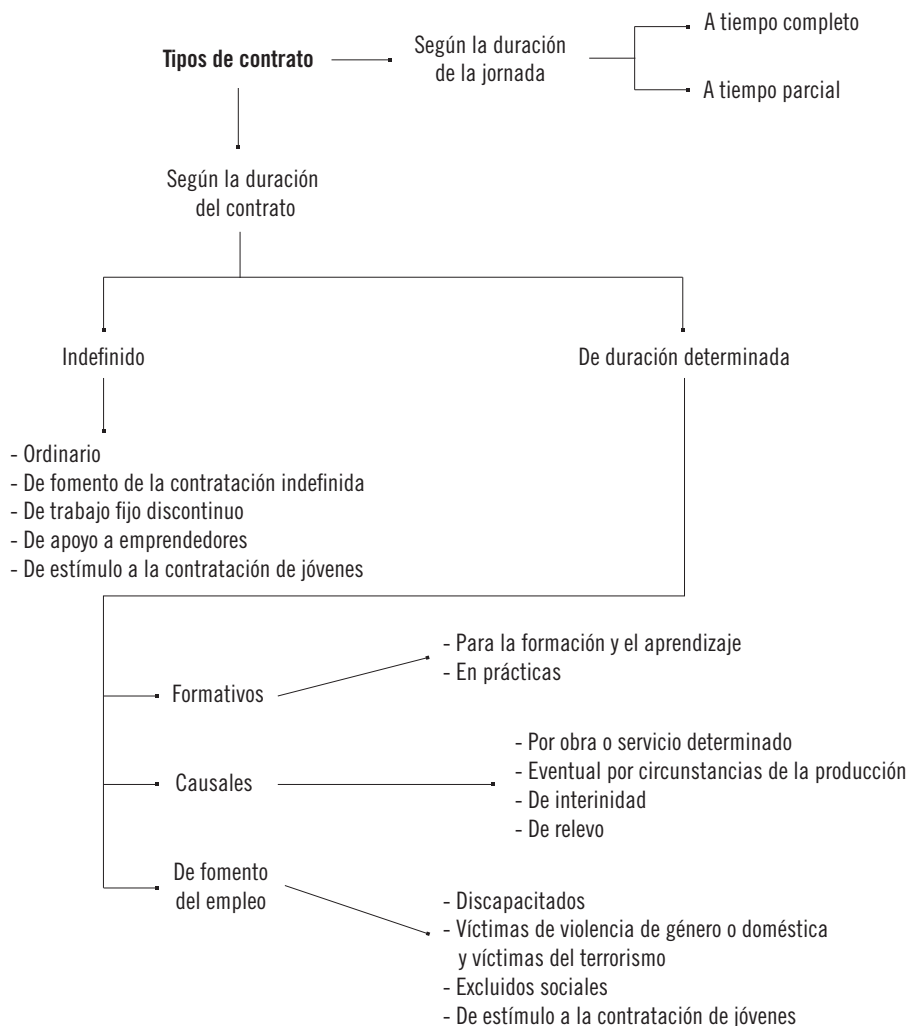 Tipos de contrato
Según la duración
de la jornada
A tiempo completo
A tiempo parcial
Según la duración
del contrato
Indefinido
De duración determinada
- Ordinario
- De fomento de la contratación indefinida
- De trabajo fijo discontinuo
- De apoyo a emprendedores
- De estímulo a la contratación de jóvenes
Formativos
- Para la formación y el aprendizaje
- En prácticas
Causales
- Por obra o servicio determinado
- Eventual por circunstancias de la producción
- De interinidad
- De relevo
De fomento
del empleo
- Discapacitados
- Víctimas de violencia de género o doméstica
y víctimas del terrorismo
- Excluidos sociales
- De estímulo a la contratación de jóvenes